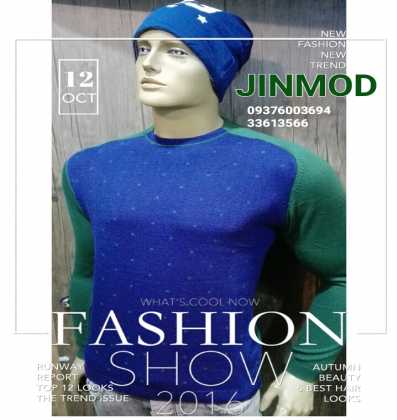 NEW
FASHION
NEW
TREND
12
OCT
JINMOD
09376003694
33613566
WHAT'S COOL NOW
FASHION
SHOW
2016
RUNWAY
REPORT
TOP 12 LOOKS
THE TREND ISSUE
AUTUMN
BEAUTY
5 BEST HAIR
LOOKS